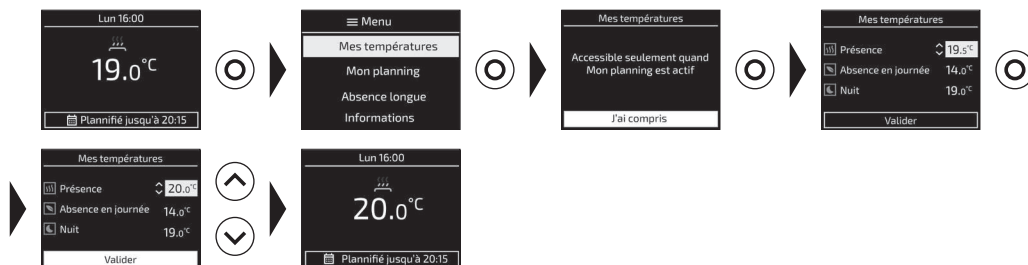 Lun 16:00
19.0°C
Plannifié jusqu'à 20:15
Menu
Mes températures
Mon planning
Absence longue
Informations
Mes températures
Accessible seulement quand
Mon planning est actif
J'ai compris
Mes températures
Présence 19.5°C
Absence en journée 14.0°C
Nuit 19.0°C
Valider
Mes températures
Présence 20.0°C
Absence en journée 14.0°C
Nuit 19.0°C
Valider
Lun 16:00
20.0°C
Plannifié jusqu'à 20:15